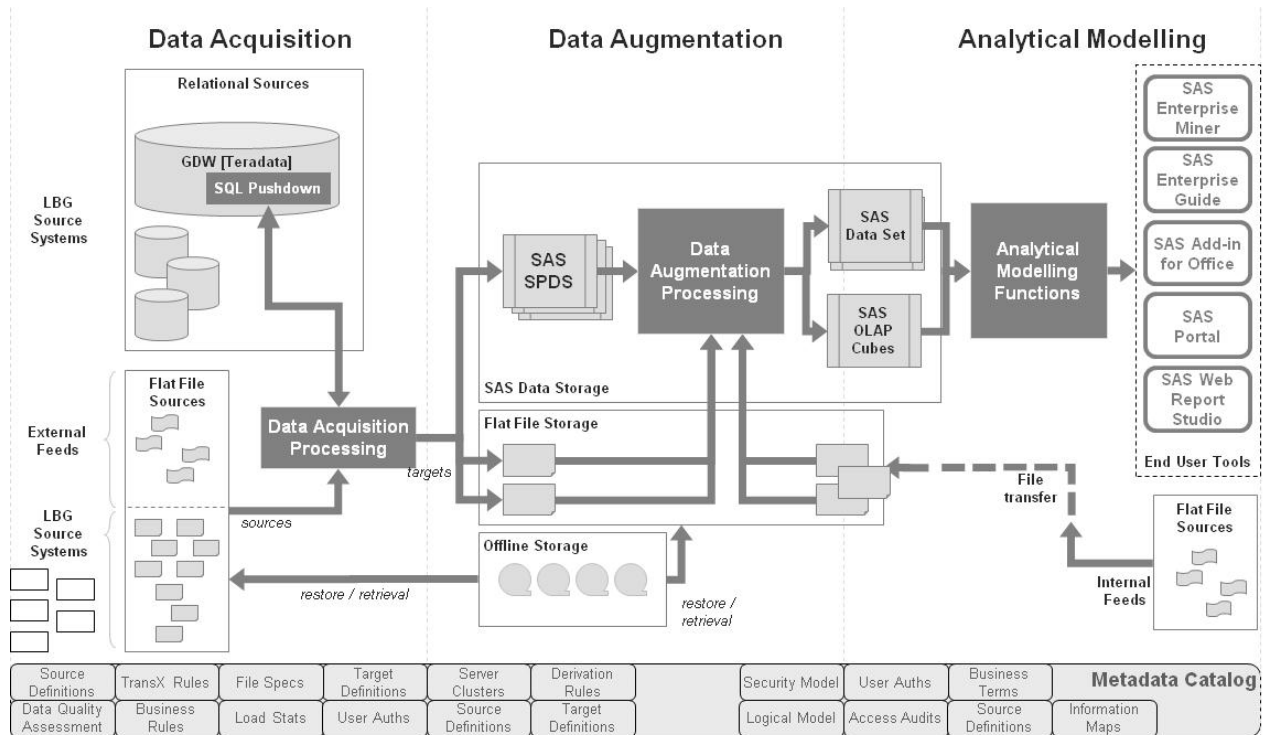 Data Acquisition
Data Augmentation
Analytical Modelling
Relational Sources
GDW [Teradata]
SQL Pushdown
LBG
Source
Systems
Flat File
Sources
External
Feeds
LBG
Source
Systems
Data Acquisition
Processing
sources
targets
restore / retrieval
SAS
SPDS
Data
Augmentation
Processing
SAS
Data Set
SAS
OLAP
Cubes
SAS Data Storage
Flat File Storage
Offline Storage
restore /
retrieval
Analytical
Modelling
Functions
SAS
Enterprise
Miner
SAS
Enterprise
Guide
SAS Add-in
for Office
SAS
Portal
SAS Web
Report
Studio
End User Tools
File
transfer
Flat File
Sources
Internal
Feeds
Source
Definitions
TransX Rules
File Specs
Target
Definitions
Server
Clusters
Derivation
Rules
Security Model
User Auths
Business
Terms
Metadata Catalog
Data Quality
Assessment
Business
Rules
Load Stats
User Auths
Source
Definitions
Target
Definitions
Logical Model
Access Audits
Source
Definitions
Information
Maps